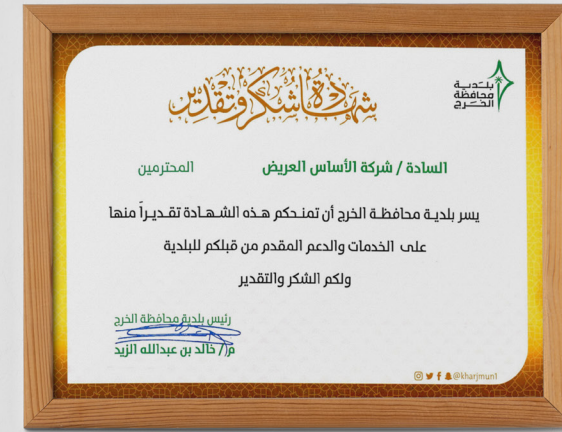 بلدية
محافظة
الخرج
شهادة شكر وتقدير
السادة / شركة الأساس العريض المحترمين
يسر بلدية محافظة الخرج أن تمنحكم هذه الشهادة تقديراً منها
على الخدمات والدعم المقدم من قبلكم للبلدية
ولكم الشكر والتقدير
رئيس بلدية محافظة الخرج
م/ خالد بن عبدالله الزيد
@kharjmun1